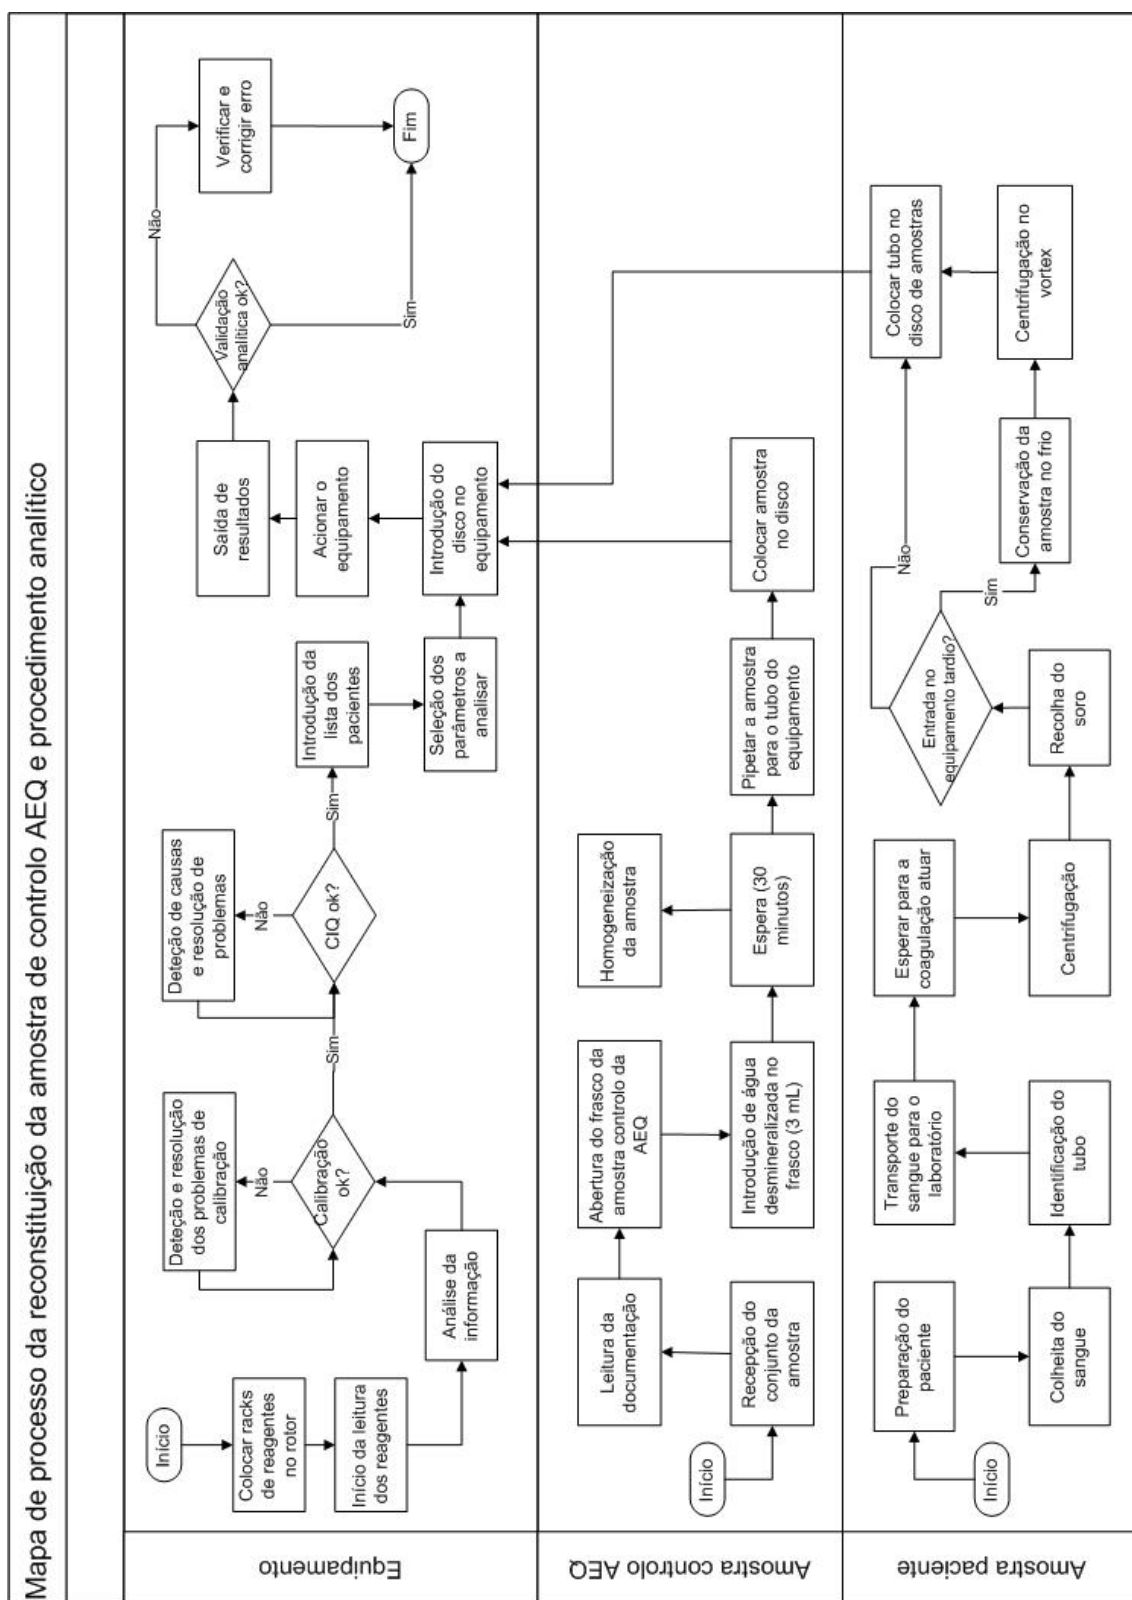 Mapa de processo da reconstituição da amostra de controlo AEQ e procedimento analítico
Equipamento
Início
Colocar racks
de reagentes
no rotor
Início da leitura
dos reagentes
Análise da
informação
Calibração
ok?
Não
Deteção e resolução
dos problemas de
calibração
Sim
CIQ ok?
Não
Deteção de causas
e resolução de
problemas
Sim
Introdução da
lista dos
pacientes
Seleção dos
parâmetros a
analisar
Introdução do
disco no
equipamento
Acionar o
equipamento
Saída de
resultados
Validação
analítica ok?
Não
Verificar e
corrigir erro
Sim
Fim
Amostra controlo AEQ
Início
Recepção do
conjunto da
amostra
Leitura da
documentação
Abertura do frasco da
amostra controlo da
AEQ
Introdução de água
desmineralizada no
frasco (3 mL)
Espera (30
minutos)
Homogeneização
da amostra
Pipetar a amostra
para o tubo do
equipamento
Colocar amostra
no disco
Amostra paciente
Início
Preparação do
paciente
Colheita do
sangue
Identificação do
tubo
Transporte do
sangue para o
laboratório
Esperar para a
coagulação atuar
Centrifugação
Recolha do
soro
Entrada no
equipamento tardio?
Não
Sim
Conservação da
amostra no frio
Centrifugação no
vortex
Colocar tubo no
disco de amostras